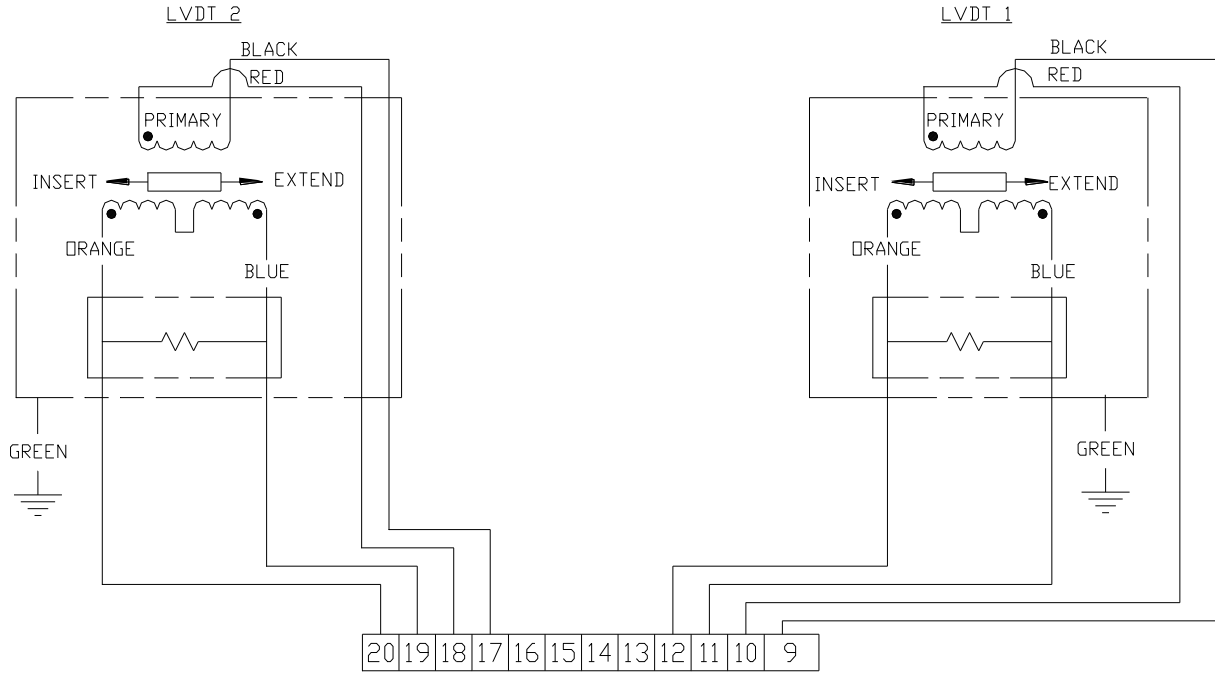 LVDT 2
LVDT 1
BLACK
RED
BLACK
RED
PRIMARY
PRIMARY
INSERT
EXTEND
INSERT
EXTEND
ORANGE
BLUE
ORANGE
BLUE
GREEN
GREEN
20 19 18 17 16 15 14 13 12 11 10 9